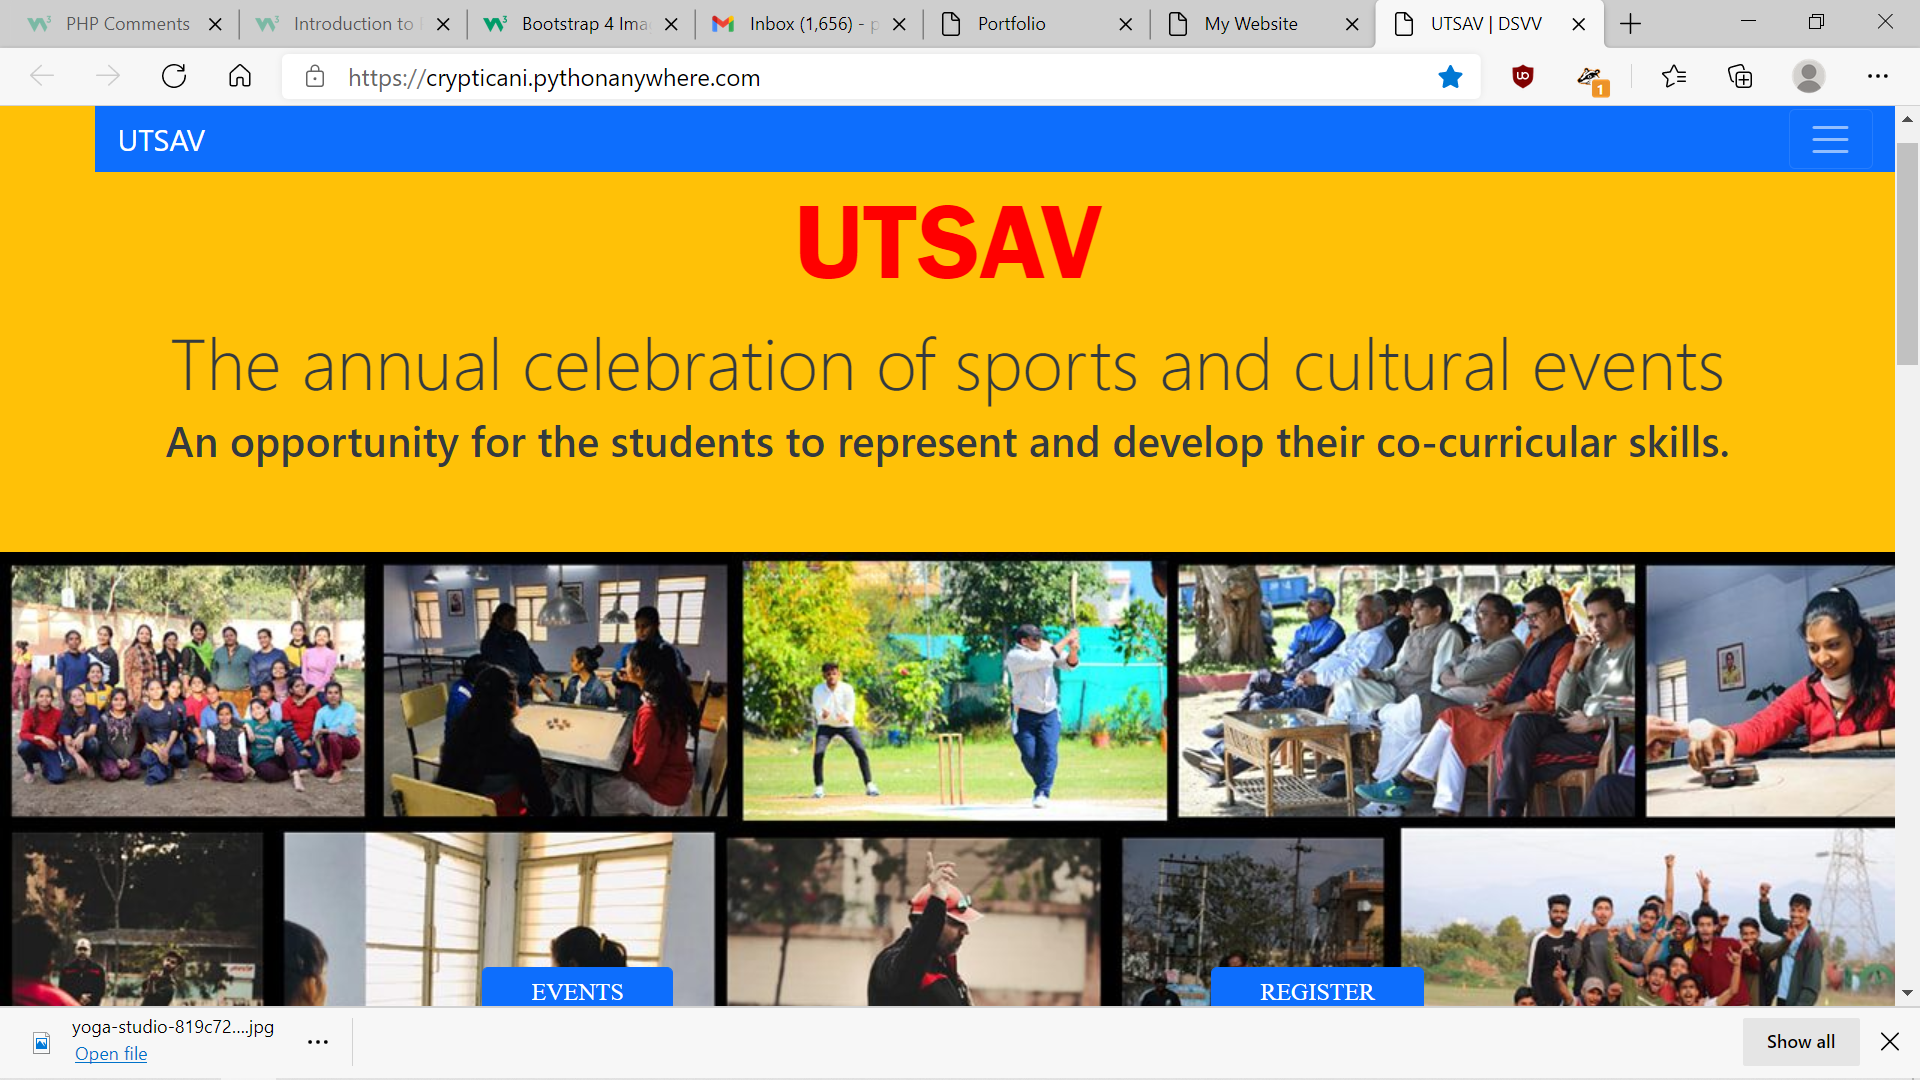 PHP Comments
Introduction to
Bootstrap 4 Ima
Inbox (1,656) - p
Portfolio
My Website
UTSAV | DSVV
https://crypticani.pythonanywhere.com
1
UTSAV
UTSAV
The annual celebration of sports and cultural events
An opportunity for the students to represent and develop their co-curricular skills.
EVENTS
REGISTER
yoga-studio-819c72....jpg
Open file
Show all